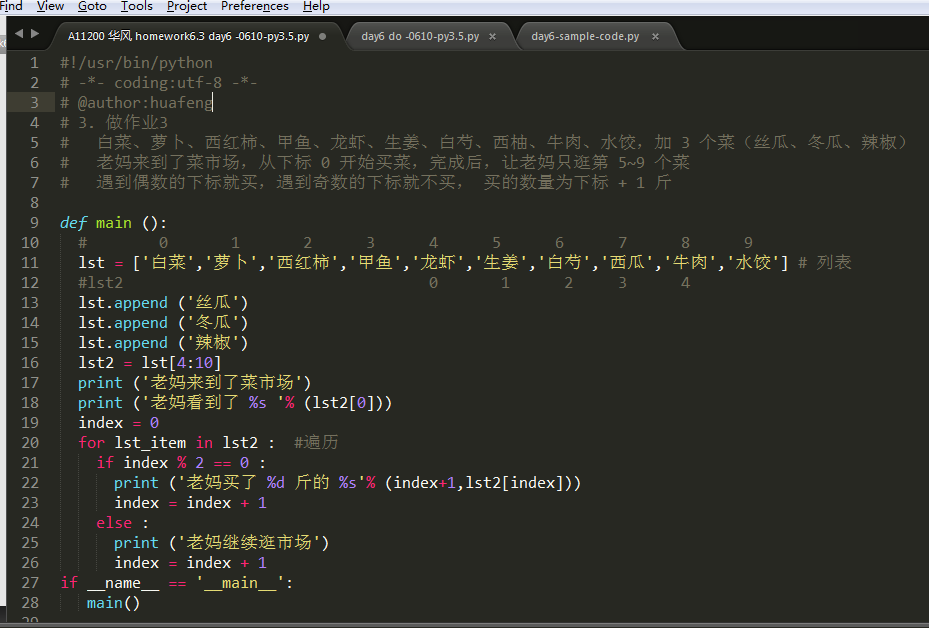 Find View Goto Tools Project Preferences Help
A11200 华风 homework6.3 day6 -0610-py3.5.py day6 do -0610-py3.5.py × day6-sample-code.py ×
1 #!/usr/bin/python
2 # -*- coding:utf-8 -*-
3 # @author:huafeng
4 # 3. 做作业3
5 # 白菜、萝卜、西红柿、甲鱼、龙虾、生姜、白芍、西柚、牛肉、水饺，加 3 个菜（丝瓜、冬瓜、辣椒）
6 # 老妈来到了菜市场，从下标 0 开始买菜，完成后，让老妈只逛第 5~9 个菜
7 # 遇到偶数的下标就买，遇到奇数的下标就不买， 买的数量为下标 + 1 斤
8
9 def main ():
10 # 0 1 2 3 4 5 6 7 8 9
11 lst = ['白菜','萝卜','西红柿','甲鱼','龙虾','生姜','白芍','西瓜','牛肉','水饺'] # 列表
12 #lst2 0 1 2 3 4
13 lst.append ('丝瓜')
14 lst.append ('冬瓜')
15 lst.append ('辣椒')
16 lst2 = lst[4:10]
17 print ('老妈来到了菜市场')
18 print ('老妈看到了 %s '% (lst2[0]))
19 index = 0
20 for lst_item in lst2 : #遍历
21 if index % 2 == 0 :
22 print ('老妈买了 %d 斤的 %s'% (index+1,lst2[index]))
23 index = index + 1
24 else :
25 print ('老妈继续逛市场')
26 index = index + 1
27 if __name__ == '__main__':
28 main()
29